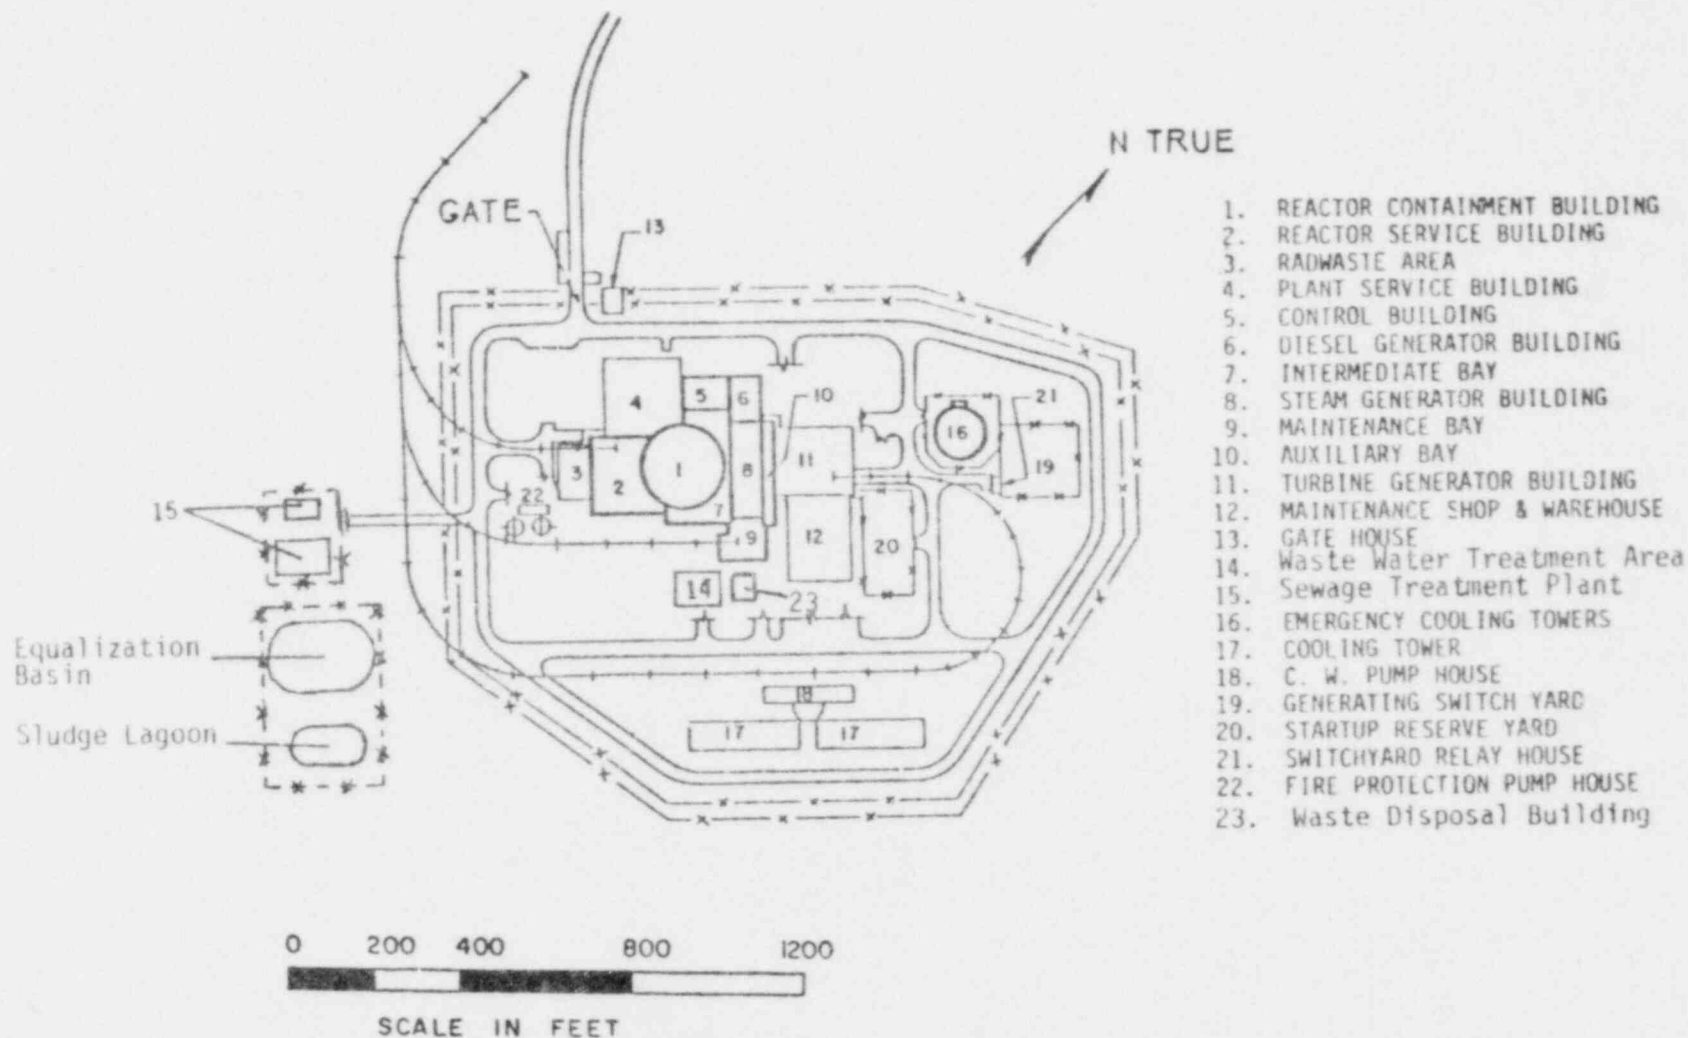 N TRUE
GATE
13
1. REACTOR CONTAINMENT BUILDING
2. REACTOR SERVICE BUILDING
3. RADWASTE AREA
4. PLANT SERVICE BUILDING
5. CONTROL BUILDING
6. DIESEL GENERATOR BUILDING
7. INTERMEDIATE BAY
8. STEAM GENERATOR BUILDING
9. MAINTENANCE BAY
10. AUXILIARY BAY
11. TURBINE GENERATOR BUILDING
12. MAINTENANCE SHOP & WAREHOUSE
13. GATE HOUSE
14. Waste Water Treatment Area
15. Sewage Treatment Plant
16. EMERGENCY COOLING TOWERS
17. COOLING TOWER
18. C. W. PUMP HOUSE
19. GENERATING SWITCH YARD
20. STARTUP RESERVE YARD
21. SWITCHYARD RELAY HOUSE
22. FIRE PROTECTION PUMP HOUSE
23. Waste Disposal Building
4
5
6
10
21
16
3
2
1
8
11
19
22
7
15
9
12
20
14
23
Equalization
Basin
18
17
17
Sludge Lagoon
0 200 400 800 1200
SCALE IN FEET